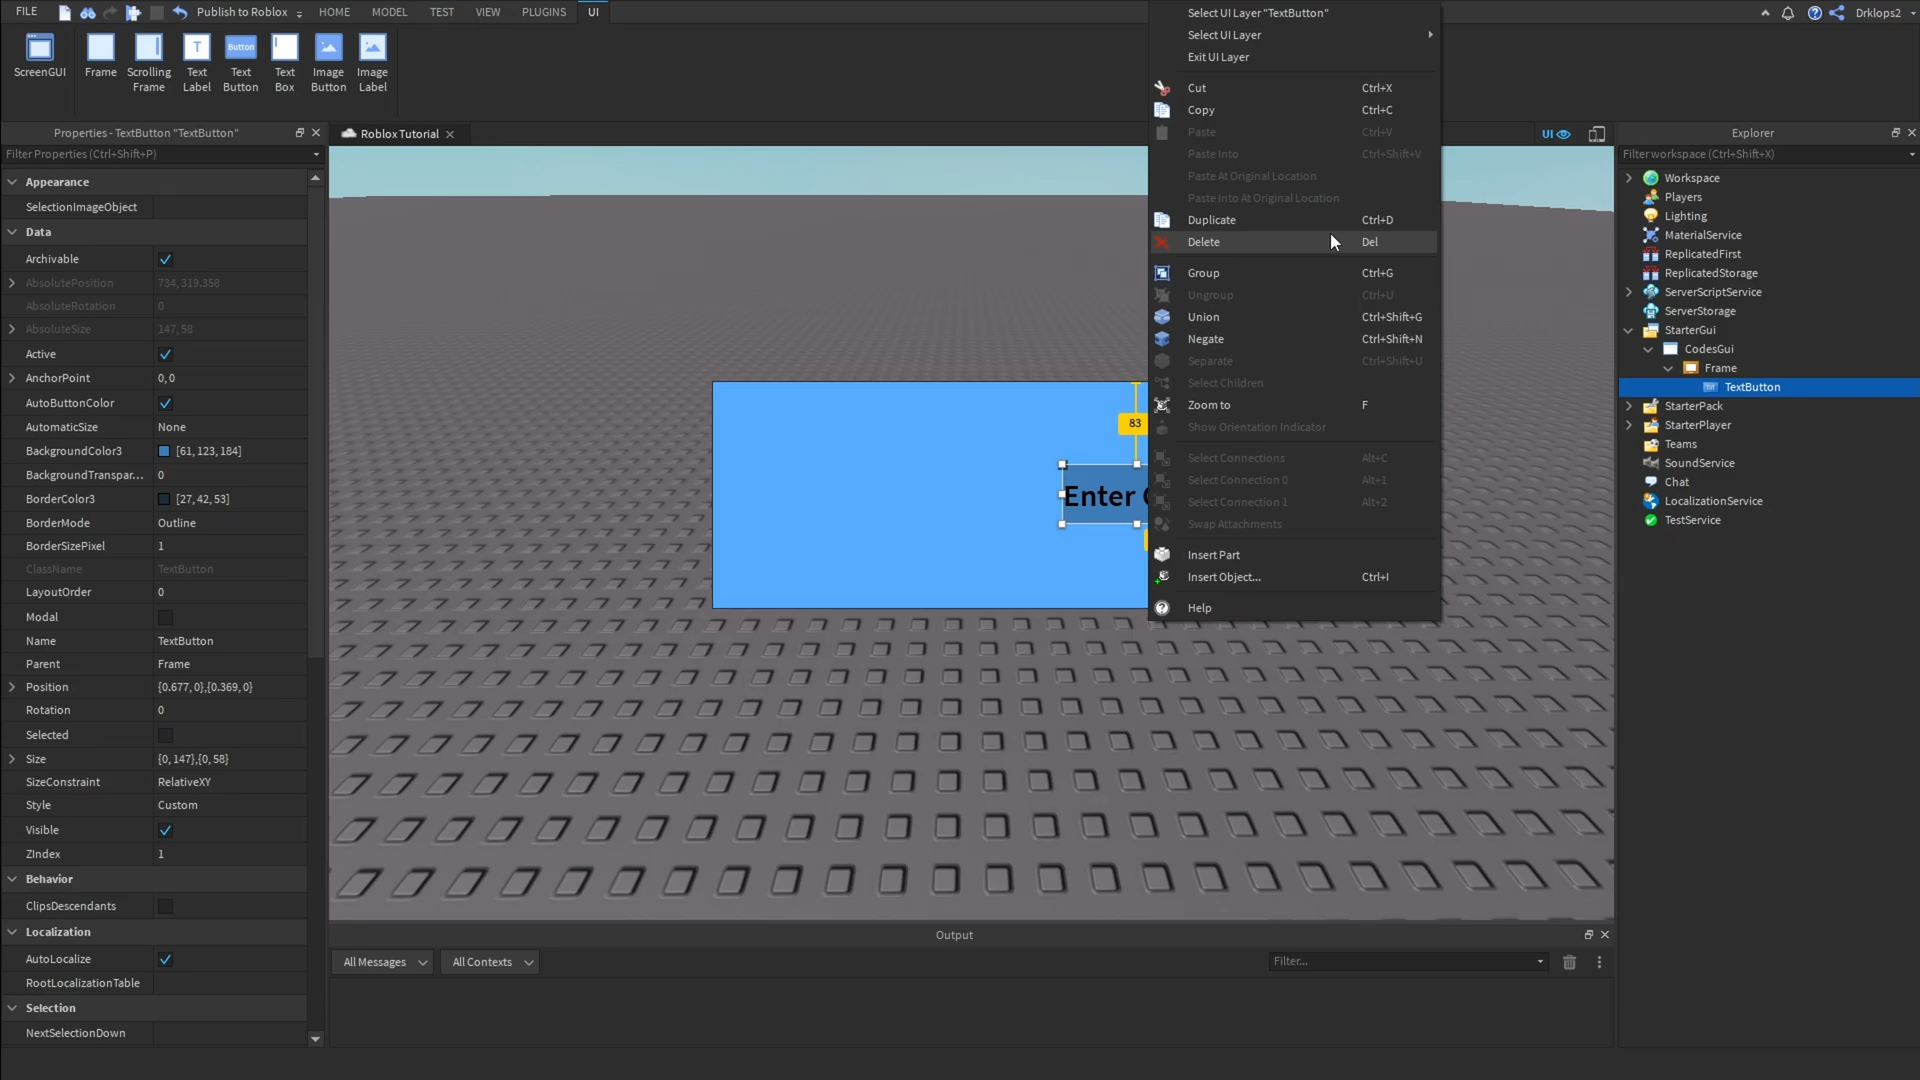 FILE
Publish to Roblox
HOME
MODEL
TEST
VIEW
PLUGINS
UI
Drklops2
ScreenGUI
Frame
Scrolling Frame
Text Label
Text Button
Text Box
Image Button
Image Label
T
Button
Properties - TextButton "TextButton"
Filter Properties (Ctrl+Shift+P)
Appearance
SelectionImageObject
Data
Archivable
AbsolutePosition 734, 319.358
AbsoluteRotation 0
AbsoluteSize 147, 58
Active
AnchorPoint 0, 0
AutoButtonColor
AutomaticSize None
BackgroundColor3 [61, 123, 184]
BackgroundTranspar... 0
BorderColor3 [27, 42, 53]
BorderMode Outline
BorderSizePixel 1
ClassName TextButton
LayoutOrder 0
Modal
Name TextButton
Parent Frame
Position {0.677, 0},{0.369, 0}
Rotation 0
Selected
Size {0, 147},{0, 58}
SizeConstraint RelativeXY
Style Custom
Visible
ZIndex 1
Behavior
ClipsDescendants
Localization
AutoLocalize
RootLocalizationTable
Selection
NextSelectionDown
Roblox Tutorial
UI
83
Enter
Select UI Layer "TextButton"
Select UI Layer
Exit UI Layer
Cut Ctrl+X
Copy Ctrl+C
Paste Ctrl+V
Paste Into Ctrl+Shift+V
Paste At Original Location
Paste Into At Original Location
Duplicate Ctrl+D
Delete Del
Group Ctrl+G
Ungroup Ctrl+U
Union Ctrl+Shift+G
Negate Ctrl+Shift+N
Separate Ctrl+Shift+U
Select Children
Zoom to F
Show Orientation Indicator
Select Connections Alt+C
Select Connection 0 Alt+1
Select Connection 1 Alt+2
Swap Attachments
Insert Part
Insert Object... Ctrl+I
Help
Output
All Messages
All Contexts
Filter...
Explorer
Filter workspace (Ctrl+Shift+X)
Workspace
Players
Lighting
MaterialService
ReplicatedFirst
ReplicatedStorage
ServerScriptService
ServerStorage
StarterGui
CodesGui
Frame
TextButton
StarterPack
StarterPlayer
Teams
SoundService
Chat
LocalizationService
TestService